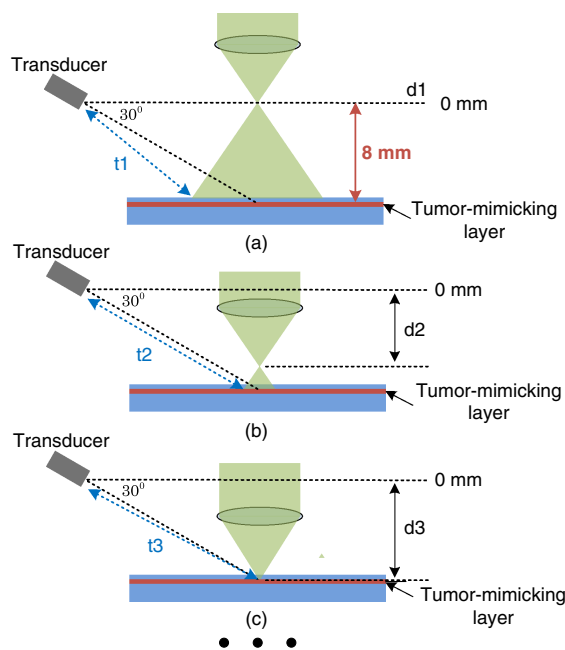 Transducer
d1
0 mm
30⁰
t1
8 mm
Tumor-mimicking
layer
(a)
Transducer
0 mm
30⁰
d2
t2
Tumor-mimicking
layer
(b)
Transducer
0 mm
30⁰
d3
t3
Tumor-mimicking
layer
(c)